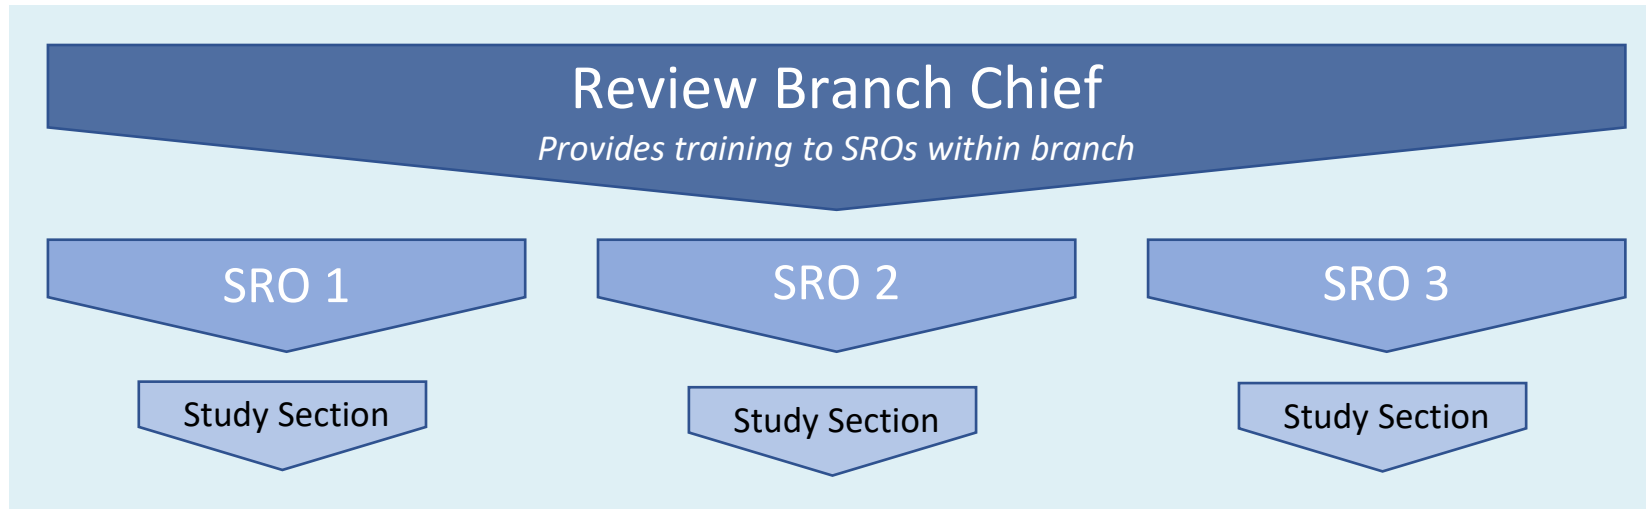 Review Branch Chief
Provides training to SROs within branch
SRO 1
SRO 2
SRO 3
Study Section
Study Section
Study Section